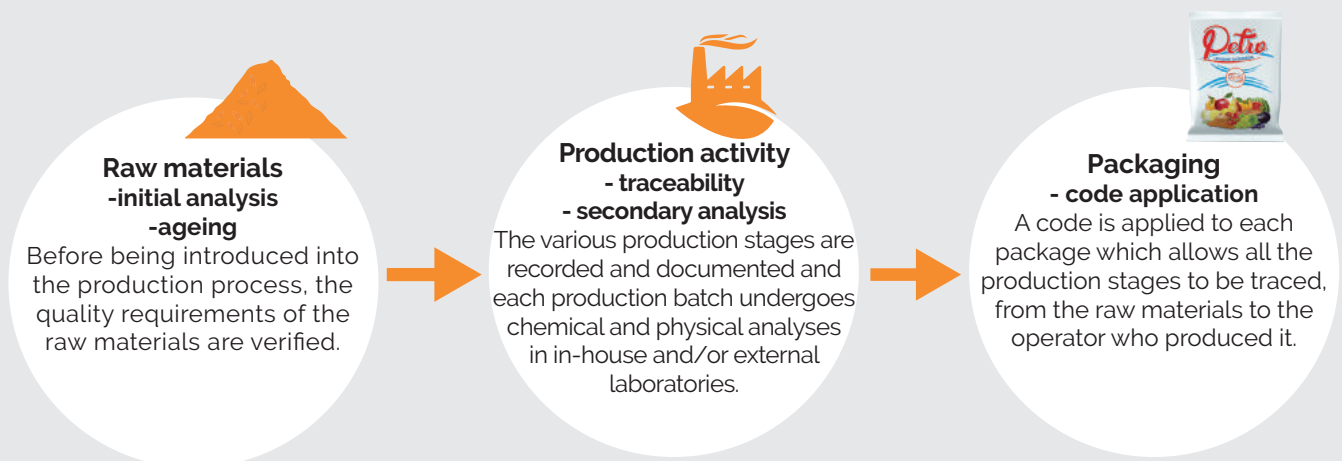 Raw materials
-initial analysis
-ageing
Before being introduced into
the production process, the
quality requirements of the
raw materials are verified.
Production activity
- traceability
- secondary analysis
The various production stages are
recorded and documented and
each production batch undergoes
chemical and physical analyses
in in-house and/or external
laboratories.
Petro
Packaging
- code application
A code is applied to each
package which allows all the
production stages to be traced,
from the raw materials to the
operator who produced it.